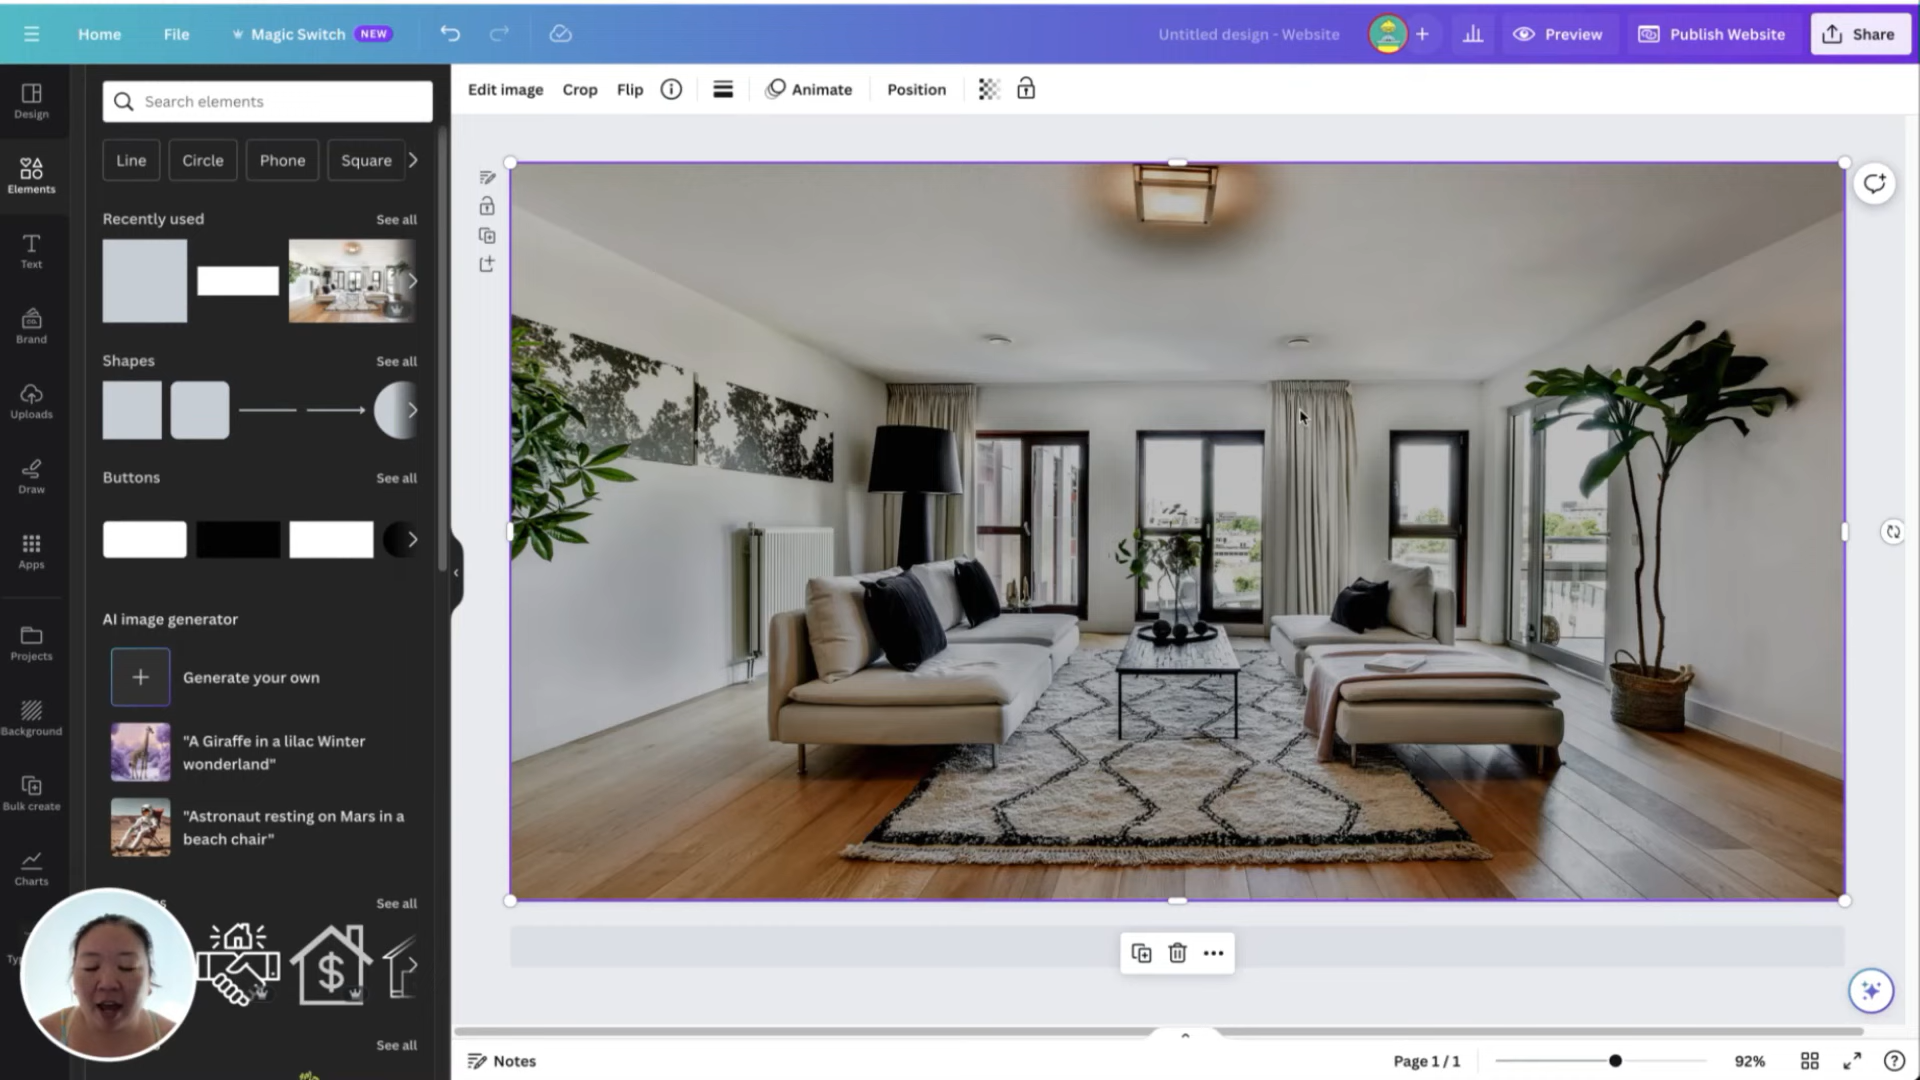 Home
File
Magic Switch NEW
Untitled design - Website
Preview
Publish Website
Share
Design
Elements
Text
Brand
Uploads
Draw
Apps
Projects
Background
Bulk create
Charts
Search elements
Line
Circle
Phone
Square
Recently used
See all
Shapes
See all
Buttons
See all
AI image generator
Generate your own
"A Giraffe in a lilac Winter
wonderland"
"Astronaut resting on Mars in a
beach chair"
See all
See all
Edit image
Crop
Flip
Animate
Position
Notes
Page 1 / 1
92%